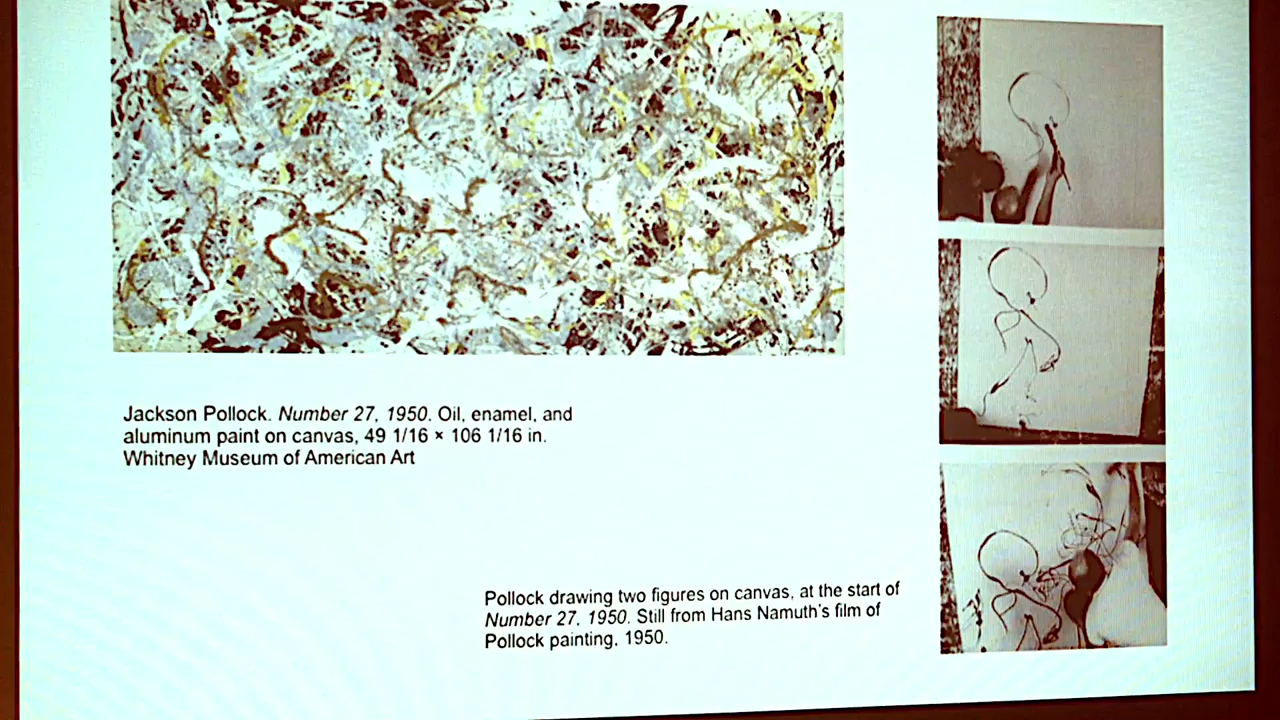 Jackson Pollock. Number 27, 1950. Oil, enamel, and
aluminum paint on canvas, 49 1/16 × 106 1/16 in.
Whitney Museum of American Art
Pollock drawing two figures on canvas, at the start of
Number 27, 1950. Still from Hans Namuth's film of
Pollock painting, 1950.